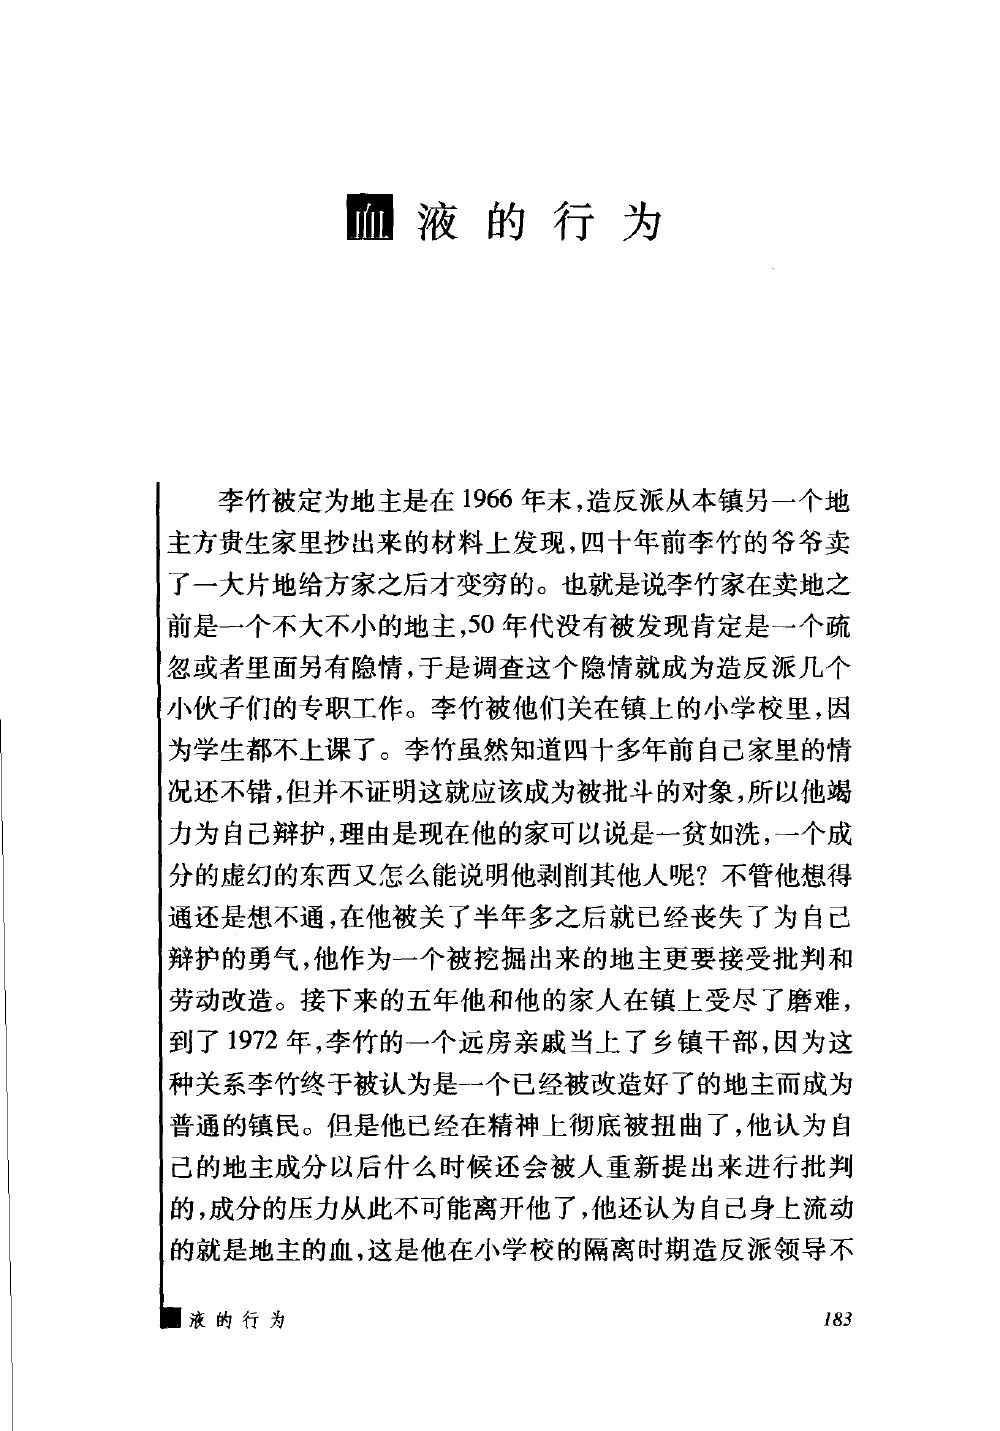 血液的行为
李竹被定为地主是在 1966 年末,造反派从本镇另一个地
主方贵生家里抄出来的材料上发现,四十年前李竹的爷爷卖
了一大片地给方家之后才变穷的。也就是说李竹家在卖地之
前是一个不大不小的地主,50 年代没有被发现肯定是一个疏
忽或者里面另有隐情,于是调查这个隐情就成为造反派几个
小伙子们的专职工作。李竹被他们关在镇上的小学校里,因
为学生都不上课了。李竹虽然知道四十多年前自己家里的情
况还不错,但并不证明这就应该成为被批斗的对象,所以他竭
力为自己辩护,理由是现在他的家可以说是一贫如洗,一个成
分的虚幻的东西又怎么能说明他剥削其他人呢? 不管他想得
通还是想不通,在他被关了半年多之后就已经丧失了为自己
辩护的勇气,他作为一个被挖掘出来的地主更要接受批判和
劳动改造。接下来的五年他和他的家人在镇上受尽了磨难,
到了 1972 年,李竹的一个远房亲戚当上了乡镇干部,因为这
种关系李竹终于被认为是一个已经被改造好了的地主而成为
普通的镇民。但是他已经在精神上彻底被扭曲了,他认为自
己的地主成分以后什么时候还会被人重新提出来进行批判
的,成分的压力从此不可能离开他了,他还认为自己身上流动
的就是地主的血,这是他在小学校的隔离时期造反派领导不
液的行为 183